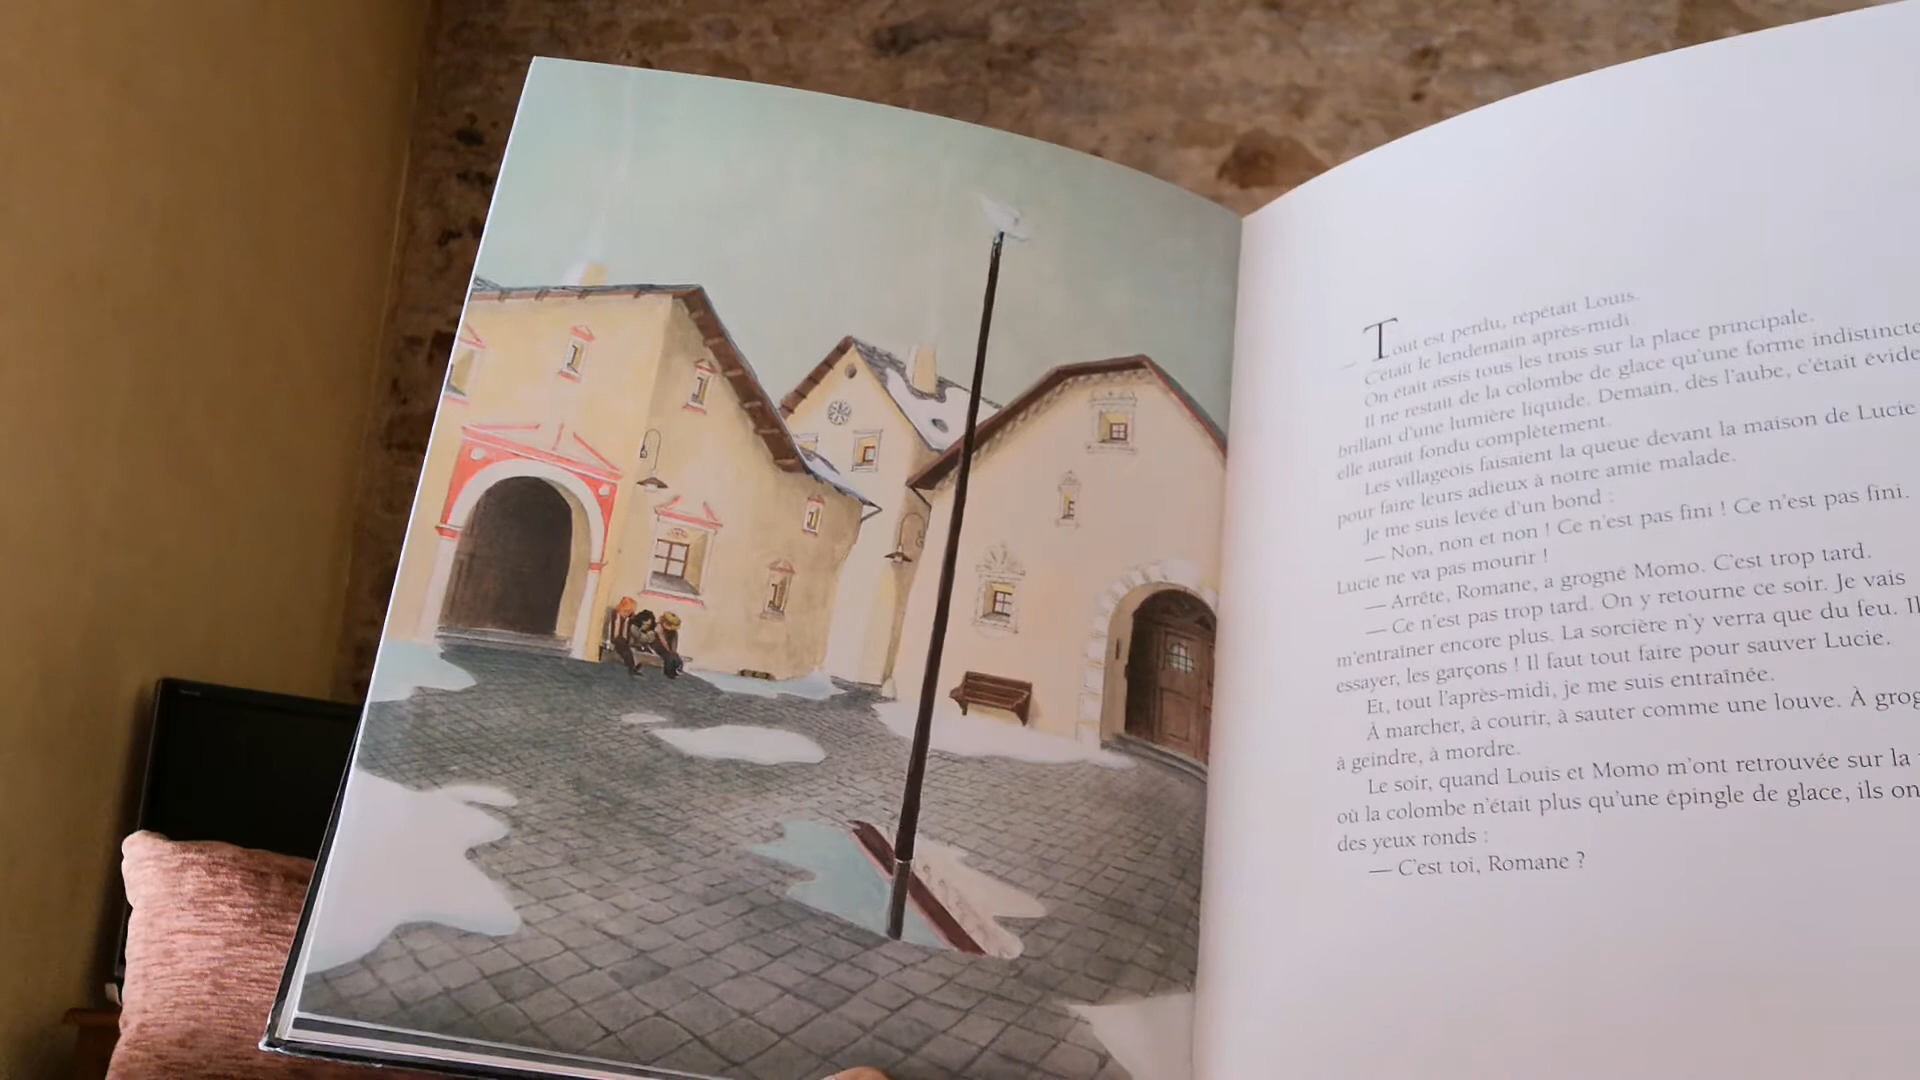 — Tout est perdu, répétait Louis.
C'était le lendemain après-midi.
On était assis tous les trois sur la place principale.
Il ne restait de la colombe de glace qu'une forme indistincte
brillant d'une lumière liquide. Demain, dès l'aube, c'était
elle aurait fondu complètement.
Les villageois faisaient la queue devant la maison de Lucie
pour faire leurs adieux à notre amie malade.
Je me suis levée d'un bond :
— Non, non et non ! Ce n'est pas fini ! Ce n'est pas fini.
Lucie ne va pas mourir !
— Arrête, Romane, a grogné Momo. C'est trop tard.
— Ce n'est pas trop tard. On y retourne ce soir. Je vais
m'entraîner encore plus. La sorcière n'y verra que du feu.
essayer, les garçons ! Il faut tout faire pour sauver Lucie.
Et, tout l'après-midi, je me suis entraînée.
À marcher, à courir, à sauter comme une louve. À
à geindre, à mordre.
Le soir, quand Louis et Momo m'ont retrouvée sur la
où la colombe n'était plus qu'une épingle de glace, ils
des yeux ronds :
— C'est toi, Romane ?